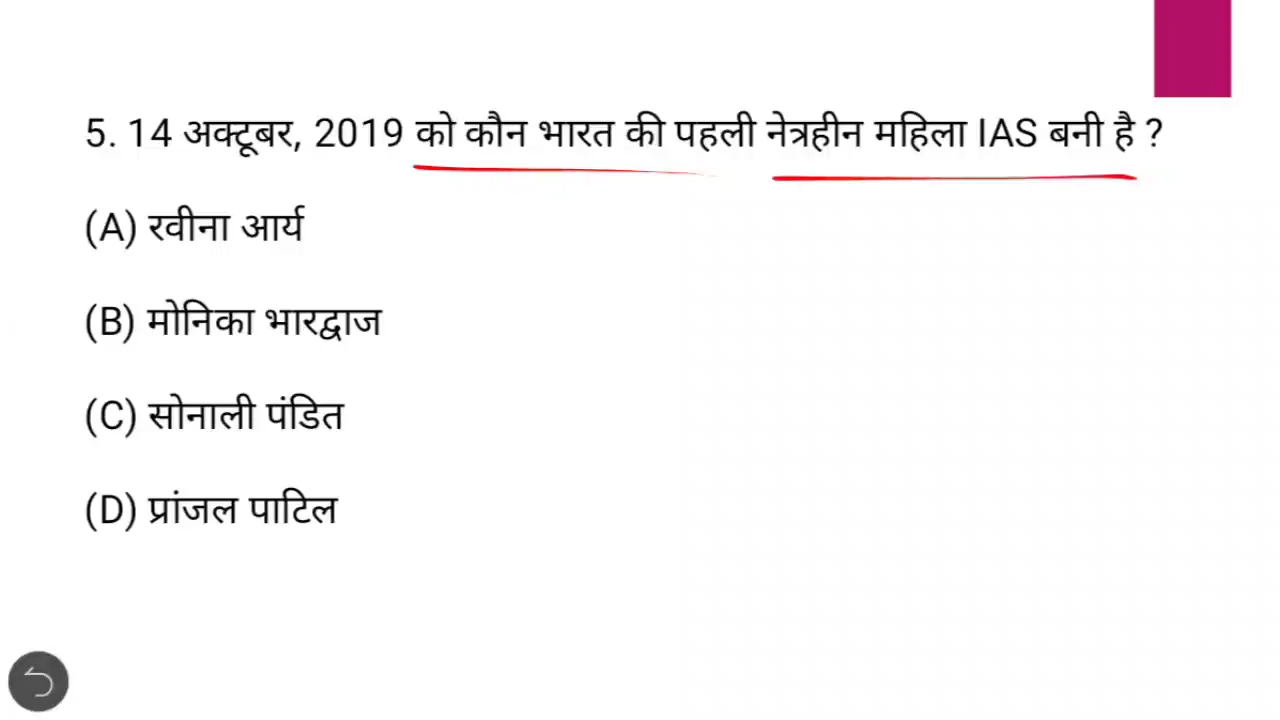 5. 14 अक्टूबर, 2019 को कौन भारत की पहली नेत्रहीन महिला IAS बनी है ?
(A) रवीना आर्य
(B) मोनिका भारद्वाज
(C) सोनाली पंडित
(D) प्रांजल पाटिल